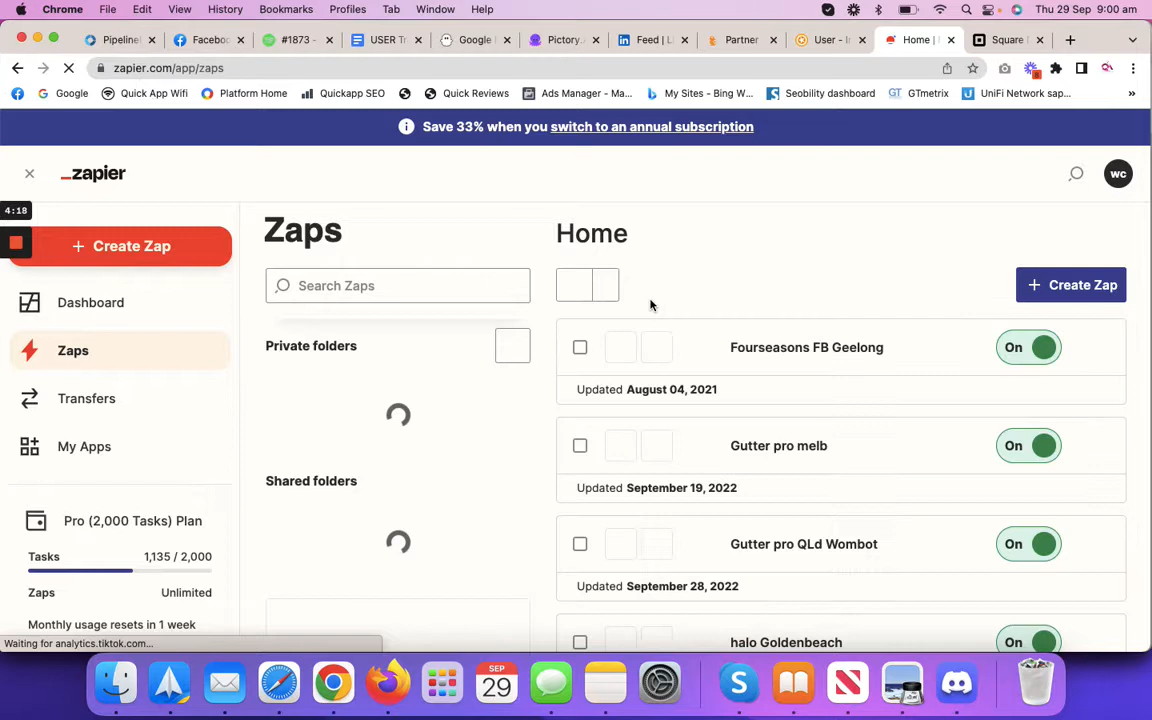 Chrome File Edit View History Bookmarks Profiles Tab Window Help Thu 29 Sep 9:00 am
Pipeline Faceboo #1873 - USER Tr Google Pictory. Feed | L Partner User - In Home | Square
zapier.com/app/zaps
Google Quick App Wifi Platform Home Quickapp SEO Quick Reviews Ads Manager - Ma... My Sites - Bing W... Seobility dashboard GTmetrix UniFi Network sap... »
Save 33% when you switch to an annual subscription
_zapier
wc
4:18
Zaps
Home
+ Create Zap
Search Zaps
+ Create Zap
Dashboard
Private folders
Fourseasons FB Geelong
On
Zaps
Updated August 04, 2021
Transfers
My Apps
Gutter pro melb
On
Shared folders
Updated September 19, 2022
Pro (2,000 Tasks) Plan
Tasks 1,135 / 2,000
Gutter pro QLd Wombot
On
Zaps Unlimited
Updated September 28, 2022
Monthly usage resets in 1 week
halo Goldenbeach
On
Waiting for analytics.tiktok.com...
SEP
29